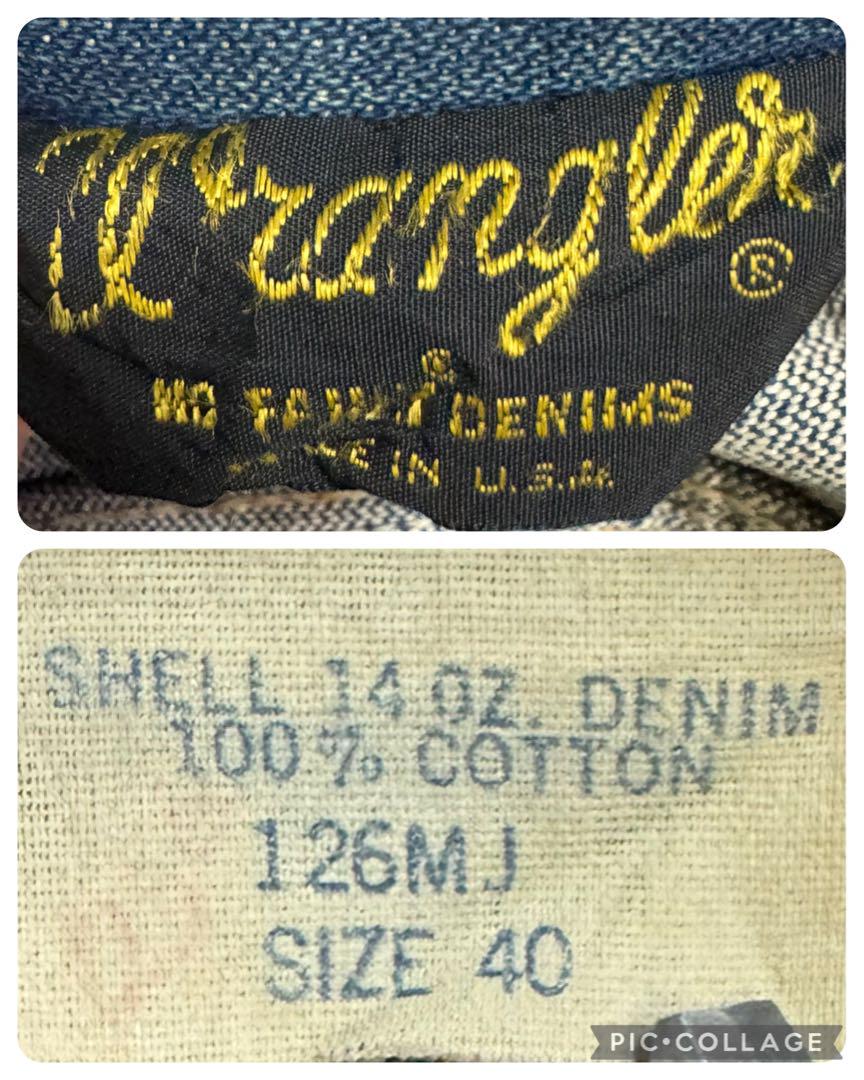 Wrangler
®
®
DENIMS
IN U.S.A.
SHELL 14 OZ. DENIM
100% COTTON
126MJ
SIZE 40
PIC•COLLAGE